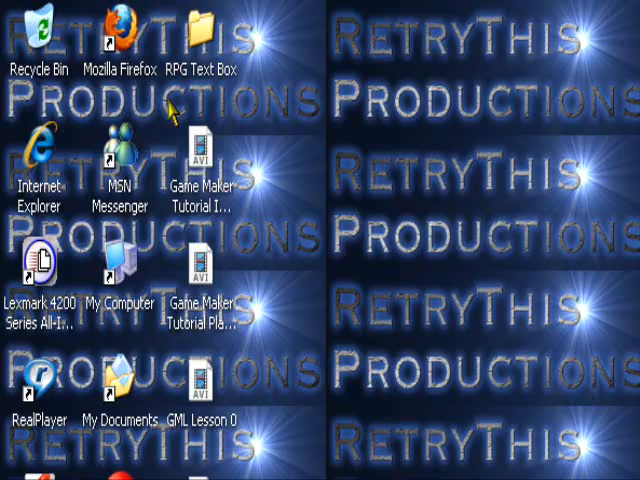 RetryThis
RetryThis
Recycle Bin
Mozilla Firefox
RPG Text Box
Productions
Productions
AVI
RetryThis
RetryThis
Internet
Explorer
MSN
Messenger
Game Maker
Tutorial I...
Productions
Productions
AVI
Lexmark 4200
Series All-I...
My Computer
Game Maker
Tutorial Pla...
RetryThis
RetryThis
Productions
Productions
AVI
RealPlayer
My Documents
GML Lesson 0
RetryThis
RetryThis